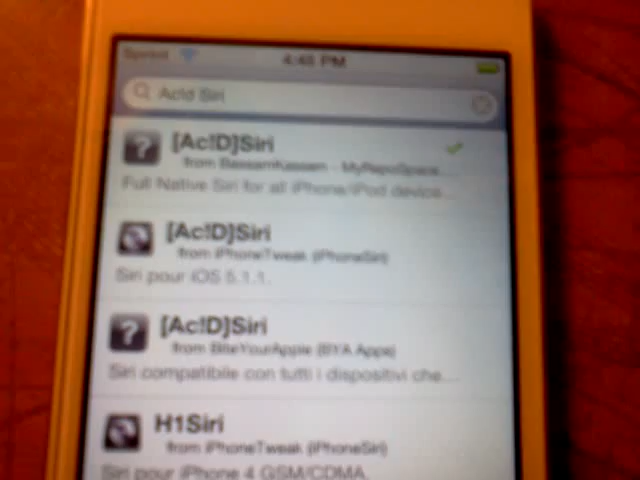 Sprint 4:48 PM
Ac!d Siri
[Ac!D]Siri
from BassamKassem - MyRepoSpace...
Full Native Siri for all iPhone/iPod device...
[Ac!D]Siri
from iPhoneTweak (iPhoneSiri)
Siri pour iOS 5.1.1.
[Ac!D]Siri
from BiteYourApple (BYA Apps)
Siri compatibile con tutti i dispositivi che...
H1Siri
from iPhoneTweak (iPhoneSiri)
Siri pour iPhone 4 GSM/CDMA.